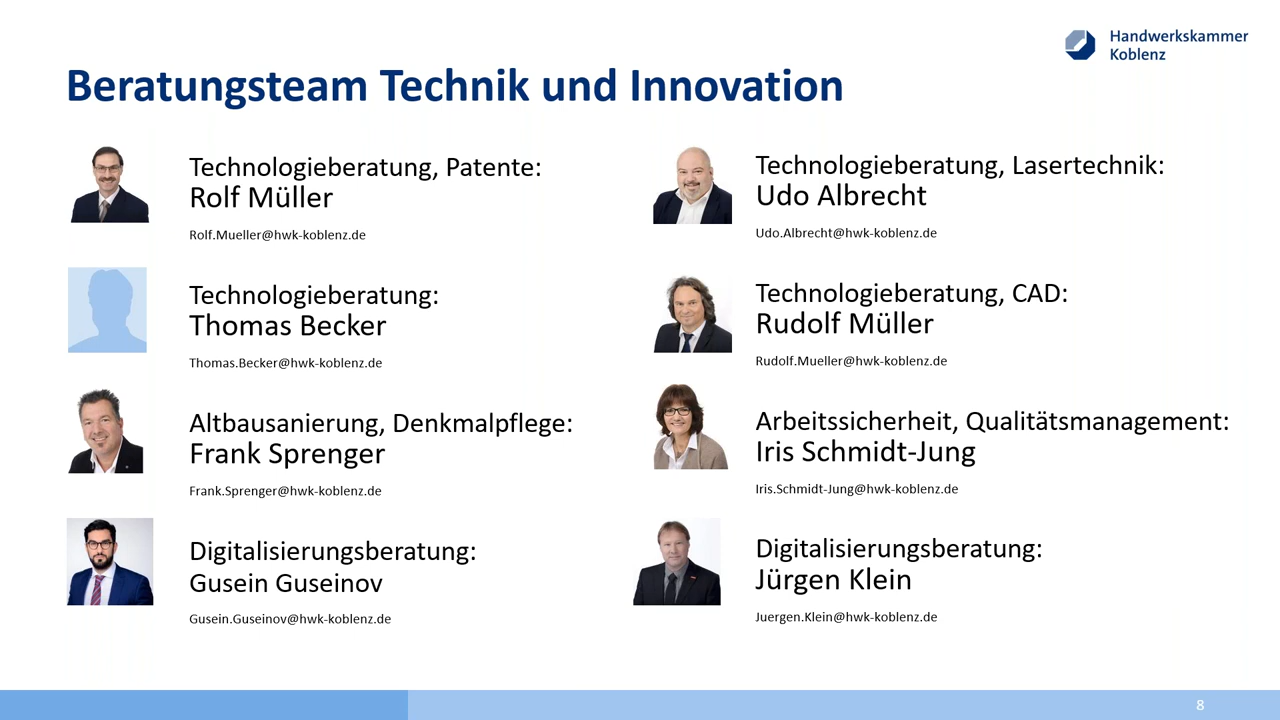 Handwerkskammer
Koblenz
Beratungsteam Technik und Innovation
Technologieberatung, Patente:
Rolf Müller
Rolf.Mueller@hwk-koblenz.de
Technologieberatung, Lasertechnik:
Udo Albrecht
Udo.Albrecht@hwk-koblenz.de
Technologieberatung:
Thomas Becker
Thomas.Becker@hwk-koblenz.de
Technologieberatung, CAD:
Rudolf Müller
Rudolf.Mueller@hwk-koblenz.de
Altbausanierung, Denkmalpflege:
Frank Sprenger
Frank.Sprenger@hwk-koblenz.de
Arbeitssicherheit, Qualitätsmanagement:
Iris Schmidt-Jung
Iris.Schmidt-Jung@hwk-koblenz.de
Digitalisierungsberatung:
Gusein Guseinov
Gusein.Guseinov@hwk-koblenz.de
Digitalisierungsberatung:
Jürgen Klein
Juergen.Klein@hwk-koblenz.de
8